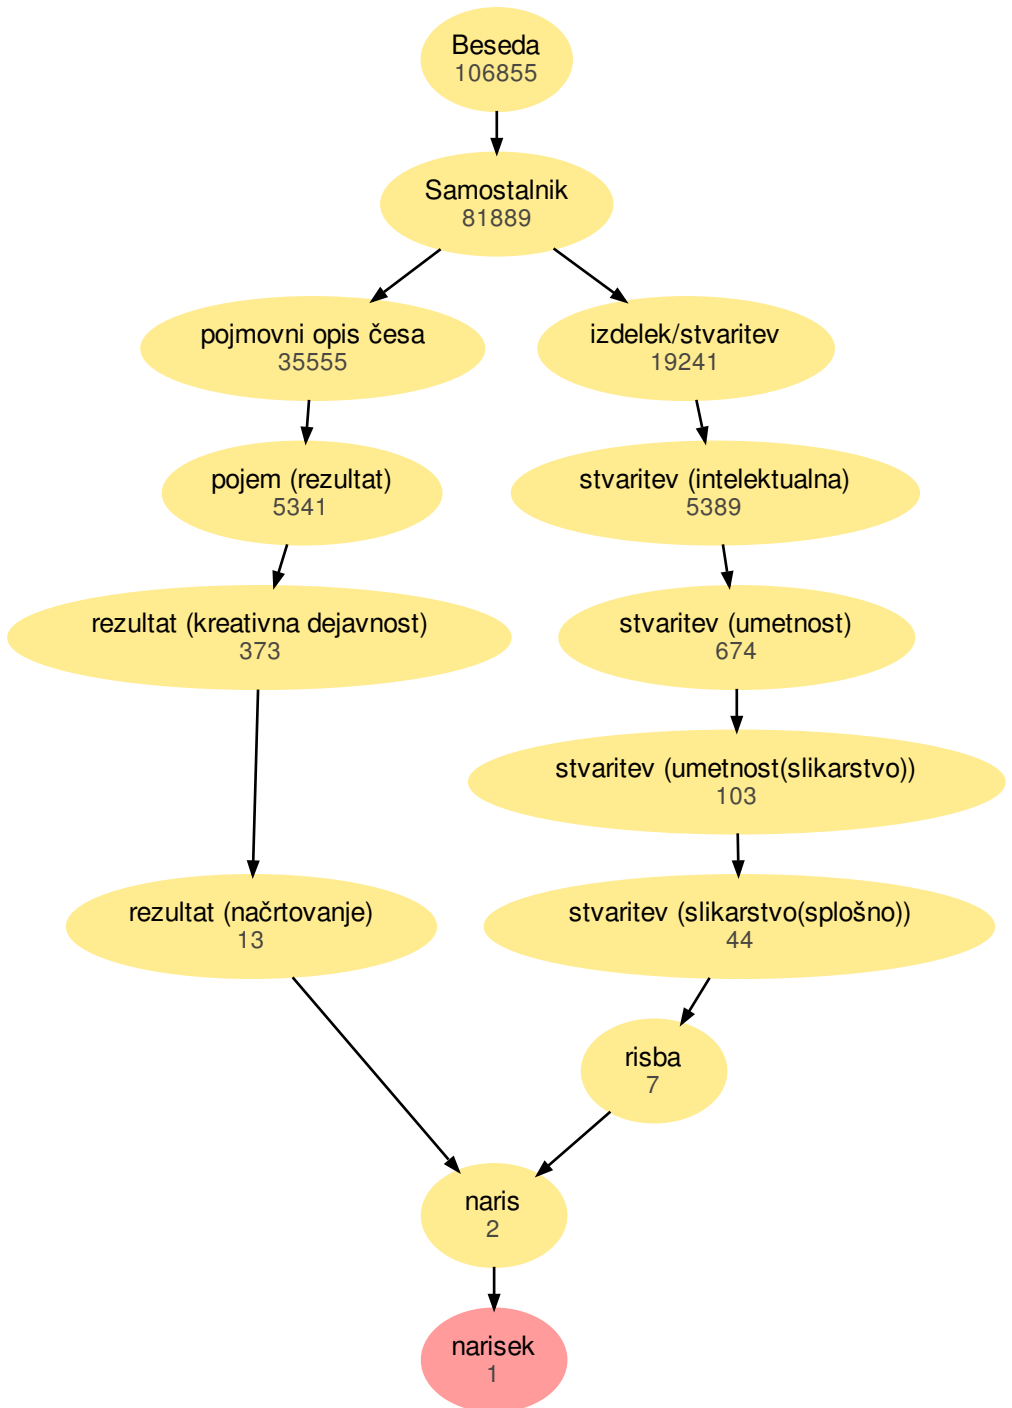 Beseda
106855
Samostalnik
81889
pojmovni opis česa
35555
izdelek/stvaritev
19241
pojem (rezultat)
5341
stvaritev (intelektualna)
5389
rezultat (kreativna dejavnost)
373
stvaritev (umetnost)
674
stvaritev (umetnost(slikarstvo))
103
rezultat (načrtovanje)
13
stvaritev (slikarstvo(splošno))
44
risba
7
naris
2
narisek
1